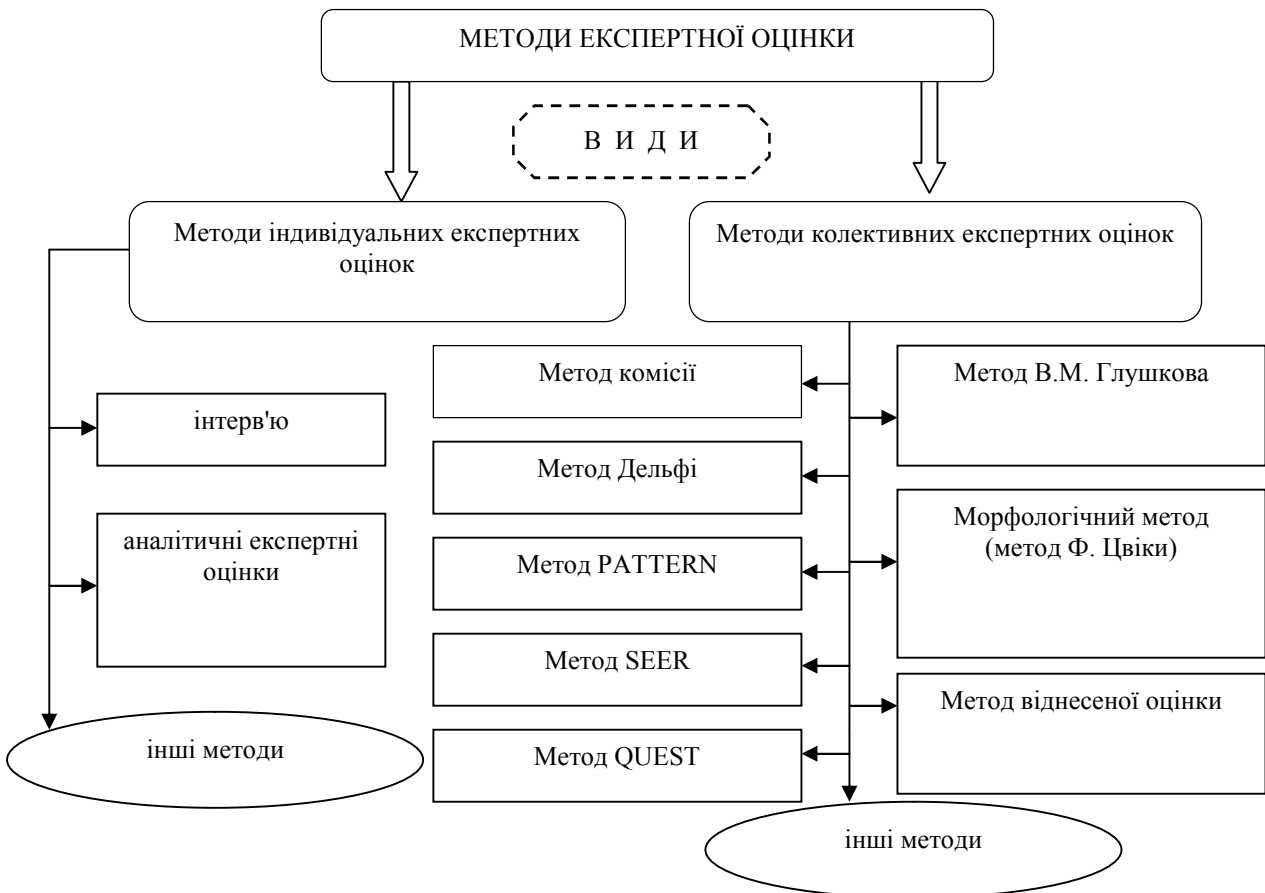 МЕТОДИ ЕКСПЕРТНОЇ ОЦІНКИ
В И Д И
Методи індивідуальних експертних
оцінок
Методи колективних експертних оцінок
інтерв'ю
аналітичні експертні
оцінки
інші методи
Метод комісії
Метод Дельфі
Метод PATTERN
Метод SEER
Метод QUEST
Метод В.М. Глушкова
Морфологічний метод
(метод Ф. Цвіки)
Метод віднесеної оцінки
інші методи